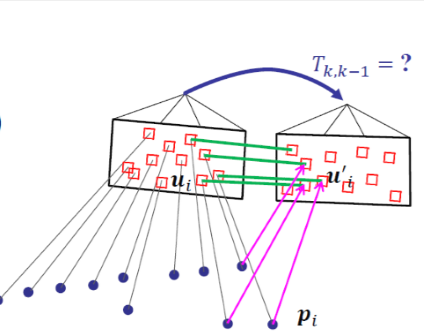 T_{k,k−1} = ?
u_i
u'_i
p_i